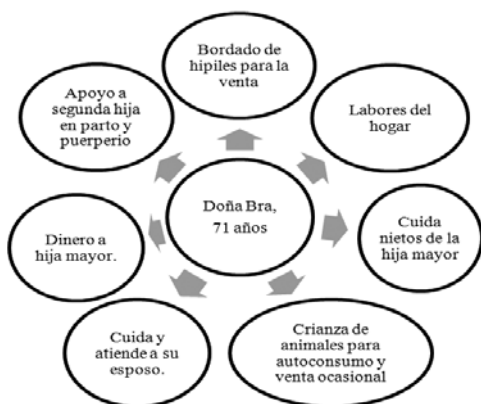 Bordado de
hipiles para la
venta
Apoyo a
segunda hija
en parto y
puerperio
Labores del
hogar
Doña Bra,
71 años
Dinero a
hija mayor.
Cuida
nietos de la
hija mayor
Cuida y
atiende a su
esposo.
Crianza de
animales para
autoconsumo y
venta ocasional